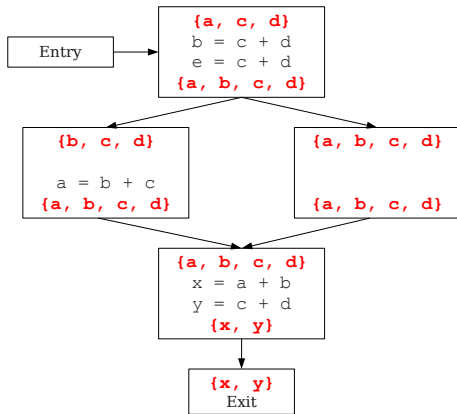 Entry
{a, c, d}
b = c + d
e = c + d
{a, b, c, d}
{b, c, d}
a = b + c
{a, b, c, d}
{a, b, c, d}
{a, b, c, d}
{a, b, c, d}
x = a + b
y = c + d
{x, y}
{x, y}
Exit